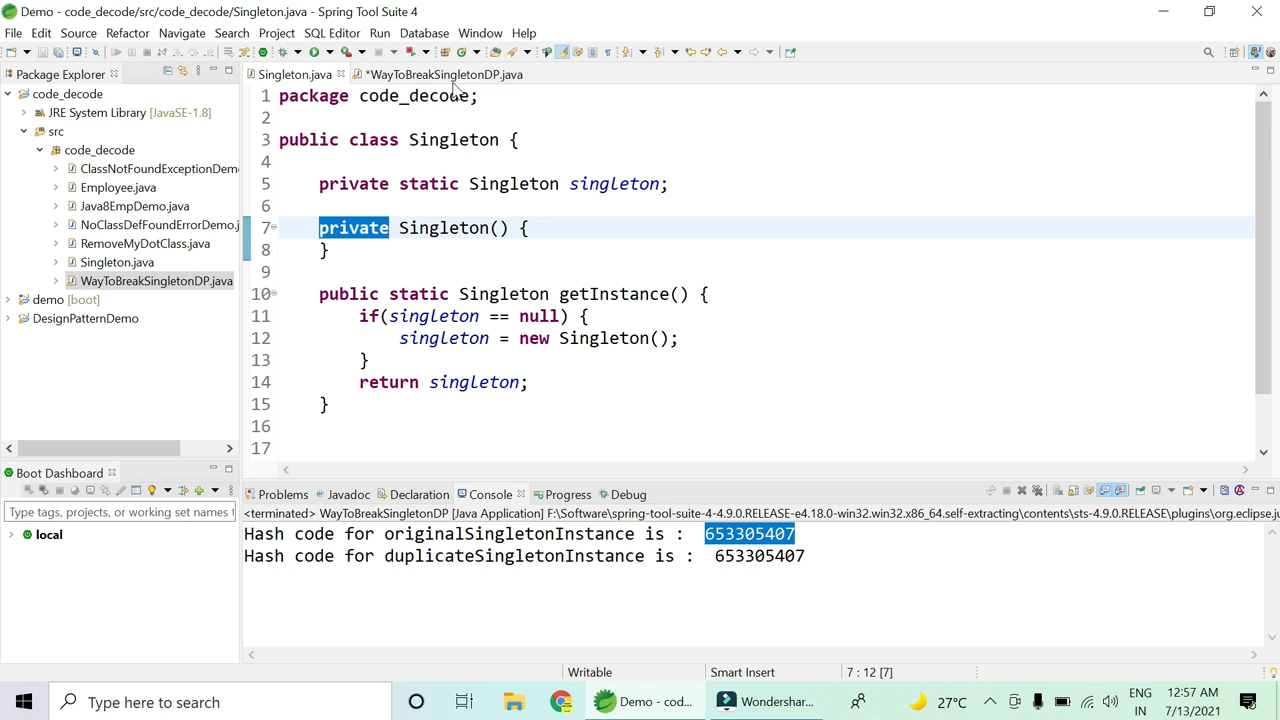 Demo - code_decode/src/code_decode/Singleton.java - Spring Tool Suite 4
File Edit Source Refactor Navigate Search Project SQL Editor Run Database Window Help
Package Explorer
Singleton.java *WayToBreakSingletonDP.java
code_decode
JRE System Library [JavaSE-1.8]
src
code_decode
ClassNotFoundExceptionDem
Employee.java
Java8EmpDemo.java
NoClassDefFoundErrorDemo.j
RemoveMyDotClass.java
Singleton.java
WayToBreakSingletonDP.java
demo [boot]
DesignPatternDemo
1 package code_decode;
2
3 public class Singleton {
4
5 private static Singleton singleton;
6
7 private Singleton() {
8 }
9
10 public static Singleton getInstance() {
11 if(singleton == null) {
12 singleton = new Singleton();
13 }
14 return singleton;
15 }
16
17
Boot Dashboard
Type tags, projects, or working set names t
local
Problems Javadoc Declaration Console Progress Debug
<terminated> WayToBreakSingletonDP [Java Application] F:\Software\spring-tool-suite-4-4.9.0.RELEASE-e4.18.0-win32.win32.x86_64.self-extracting\contents\sts-4.9.0.RELEASE\plugins\org.eclipse.ju
Hash code for originalSingletonInstance is : 653305407
Hash code for duplicateSingletonInstance is : 653305407
Writable Smart Insert 7 : 12 [7]
Type here to search
Demo - cod...
Wondershar...
27°C
ENG
IN
12:57 AM
7/13/2021